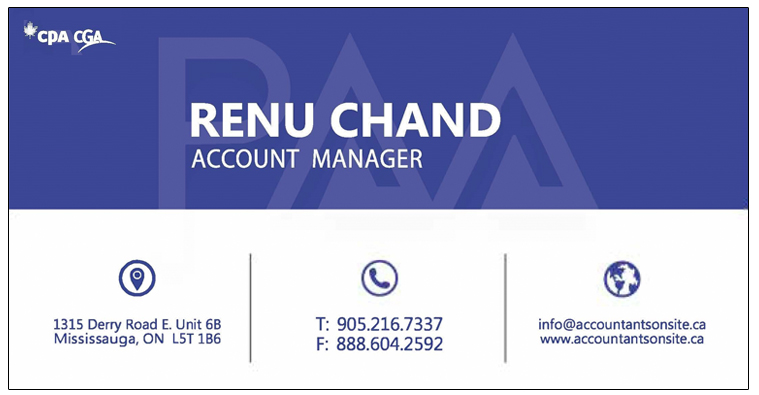 CPA CGA
PAA
RENU CHAND
ACCOUNT MANAGER
1315 Derry Road E. Unit 6B
Mississauga, ON L5T 1B6
T: 905.216.7337
F: 888.604.2592
info@accountantsonsite.ca
www.accountantsonsite.ca